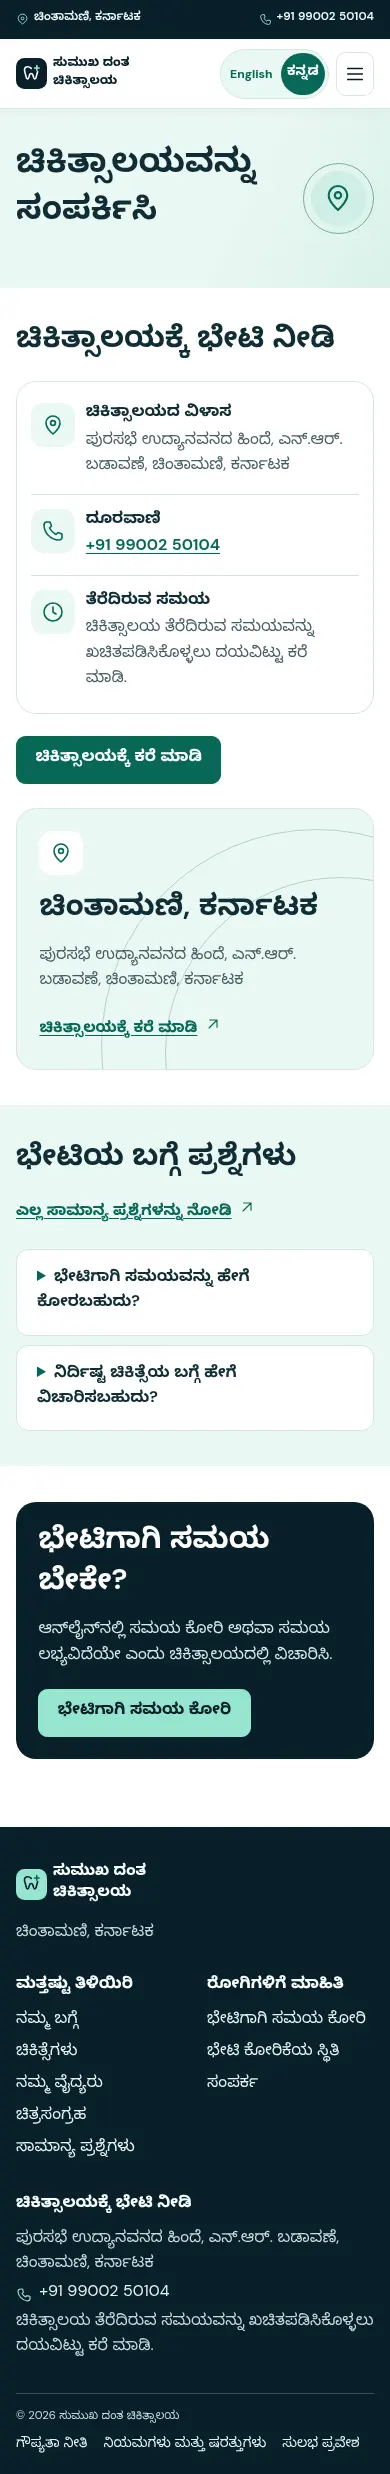 ಚಿಂತಾಮಣಿ, ಕರ್ನಾಟಕ
+91 99002 50104
ಸುಮುಖ ದಂತ
ಚಿಕಿತ್ಸಾಲಯ
English
ಕನ್ನಡ
ಚಿಕಿತ್ಸಾಲಯವನ್ನು
ಸಂಪರ್ಕಿಸಿ
ಚಿಕಿತ್ಸಾಲಯಕ್ಕೆ ಭೇಟಿ ನೀಡಿ
ಚಿಕಿತ್ಸಾಲಯದ ವಿಳಾಸ
ಪುರಸಭೆ ಉದ್ಯಾನವನದ ಹಿಂದೆ, ಎನ್.ಆರ್.
ಬಡಾವಣೆ, ಚಿಂತಾಮಣಿ, ಕರ್ನಾಟಕ
ದೂರವಾಣಿ
+91 99002 50104
ತೆರೆದಿರುವ ಸಮಯ
ಚಿಕಿತ್ಸಾಲಯ ತೆರೆದಿರುವ ಸಮಯವನ್ನು
ಖಚಿತಪಡಿಸಿಕೊಳ್ಳಲು ದಯವಿಟ್ಟು ಕರೆ
ಮಾಡಿ.
ಚಿಕಿತ್ಸಾಲಯಕ್ಕೆ ಕರೆ ಮಾಡಿ
ಚಿಂತಾಮಣಿ, ಕರ್ನಾಟಕ
ಪುರಸಭೆ ಉದ್ಯಾನವನದ ಹಿಂದೆ, ಎನ್.ಆರ್.
ಬಡಾವಣೆ, ಚಿಂತಾಮಣಿ, ಕರ್ನಾಟಕ
ಚಿಕಿತ್ಸಾಲಯಕ್ಕೆ ಕರೆ ಮಾಡಿ
ಭೇಟಿಯ ಬಗ್ಗೆ ಪ್ರಶ್ನೆಗಳು
ಎಲ್ಲ ಸಾಮಾನ್ಯ ಪ್ರಶ್ನೆಗಳನ್ನು ನೋಡಿ
ಭೇಟಿಗಾಗಿ ಸಮಯವನ್ನು ಹೇಗೆ
ಕೋರಬಹುದು?
ನಿರ್ದಿಷ್ಟ ಚಿಕಿತ್ಸೆಯ ಬಗ್ಗೆ ಹೇಗೆ
ವಿಚಾರಿಸಬಹುದು?
ಭೇಟಿಗಾಗಿ ಸಮಯ
ಬೇಕೇ?
ಆನ್‌ಲೈನ್‌ನಲ್ಲಿ ಸಮಯ ಕೋರಿ ಅಥವಾ ಸಮಯ
ಲಭ್ಯವಿದೆಯೇ ಎಂದು ಚಿಕಿತ್ಸಾಲಯದಲ್ಲಿ ವಿಚಾರಿಸಿ.
ಭೇಟಿಗಾಗಿ ಸಮಯ ಕೋರಿ
ಸುಮುಖ ದಂತ
ಚಿಕಿತ್ಸಾಲಯ
ಚಿಂತಾಮಣಿ, ಕರ್ನಾಟಕ
ಮತ್ತಷ್ಟು ತಿಳಿಯಿರಿ
ನಮ್ಮ ಬಗ್ಗೆ
ಚಿಕಿತ್ಸೆಗಳು
ನಮ್ಮ ವೈದ್ಯರು
ಚಿತ್ರಸಂಗ್ರಹ
ಸಾಮಾನ್ಯ ಪ್ರಶ್ನೆಗಳು
ರೋಗಿಗಳಿಗೆ ಮಾಹಿತಿ
ಭೇಟಿಗಾಗಿ ಸಮಯ ಕೋರಿ
ಭೇಟಿ ಕೋರಿಕೆಯ ಸ್ಥಿತಿ
ಸಂಪರ್ಕ
ಚಿಕಿತ್ಸಾಲಯಕ್ಕೆ ಭೇಟಿ ನೀಡಿ
ಪುರಸಭೆ ಉದ್ಯಾನವನದ ಹಿಂದೆ, ಎನ್.ಆರ್. ಬಡಾವಣೆ,
ಚಿಂತಾಮಣಿ, ಕರ್ನಾಟಕ
+91 99002 50104
ಚಿಕಿತ್ಸಾಲಯ ತೆರೆದಿರುವ ಸಮಯವನ್ನು ಖಚಿತಪಡಿಸಿಕೊಳ್ಳಲು
ದಯವಿಟ್ಟು ಕರೆ ಮಾಡಿ.
© 2026 ಸುಮುಖ ದಂತ ಚಿಕಿತ್ಸಾಲಯ
ಗೌಪ್ಯತಾ ನೀತಿ ನಿಯಮಗಳು ಮತ್ತು ಷರತ್ತುಗಳು ಸುಲಭ ಪ್ರವೇಶ